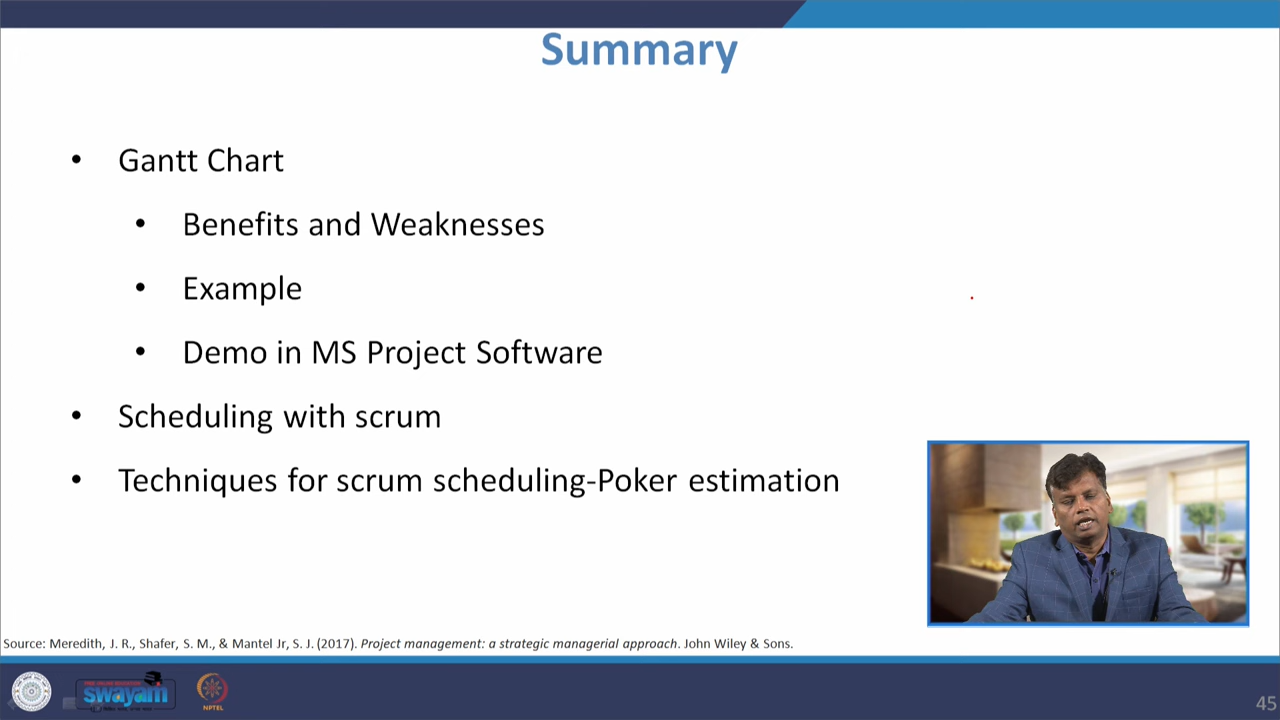 Summary
• Gantt Chart
• Benefits and Weaknesses
• Example
• Demo in MS Project Software
• Scheduling with scrum
• Techniques for scrum scheduling-Poker estimation
Source: Meredith, J. R., Shafer, S. M., & Mantel Jr, S. J. (2017). Project management: a strategic managerial approach. John Wiley & Sons.
swayam
NPTEL
45